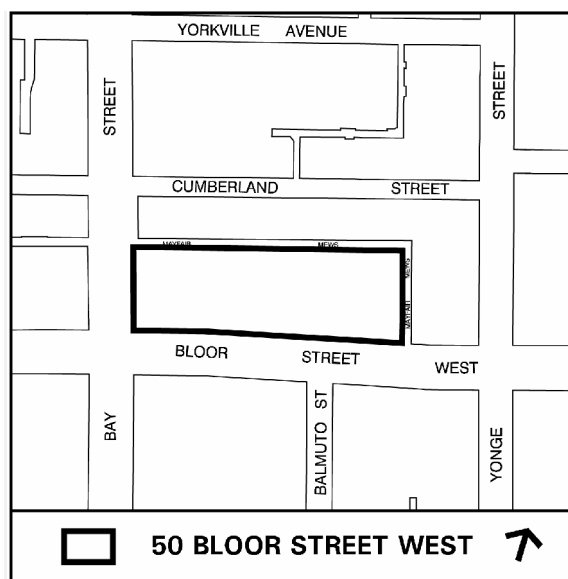 YORKVILLE AVENUE
STREET
STREET
CUMBERLAND STREET
MAYFAIR MEWS
MEWS
MAYFAIR
BLOOR STREET WEST
BAY
BALMUTO ST
YONGE
50 BLOOR STREET WEST